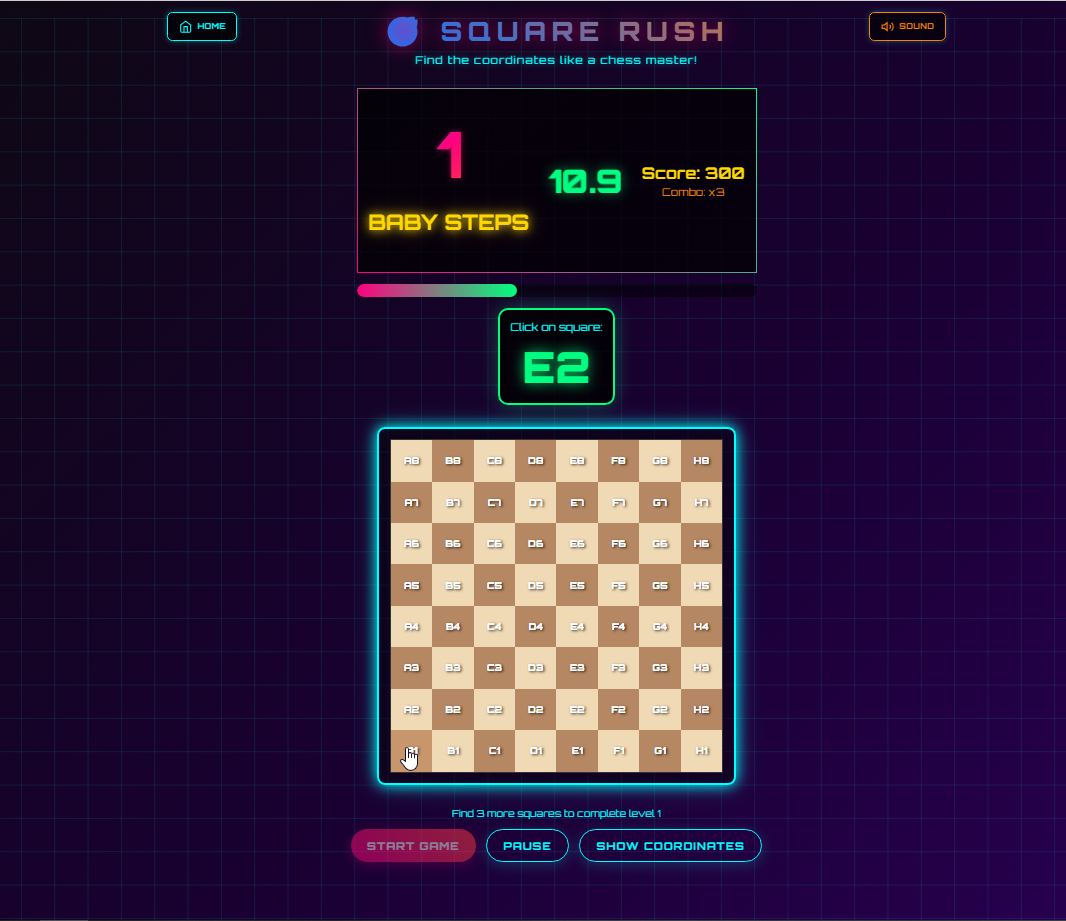 HOME
SQUARE RUSH
SOUND
Find the coordinates like a chess master!
1
BABY STEPS
10.9
Score: 300
Combo: x3
Click on square:
E2
A8 B8 C8 D8 E8 F8 G8 H8
A7 B7 C7 D7 E7 F7 G7 H7
A6 B6 C6 D6 E6 F6 G6 H6
A5 B5 C5 D5 E5 F5 G5 H5
A4 B4 C4 D4 E4 F4 G4 H4
A3 B3 C3 D3 E3 F3 G3 H3
A2 B2 C2 D2 E2 F2 G2 H2
B1 C1 D1 E1 F1 G1 H1
Find 3 more squares to complete level 1
START GAME
PAUSE
SHOW COORDINATES